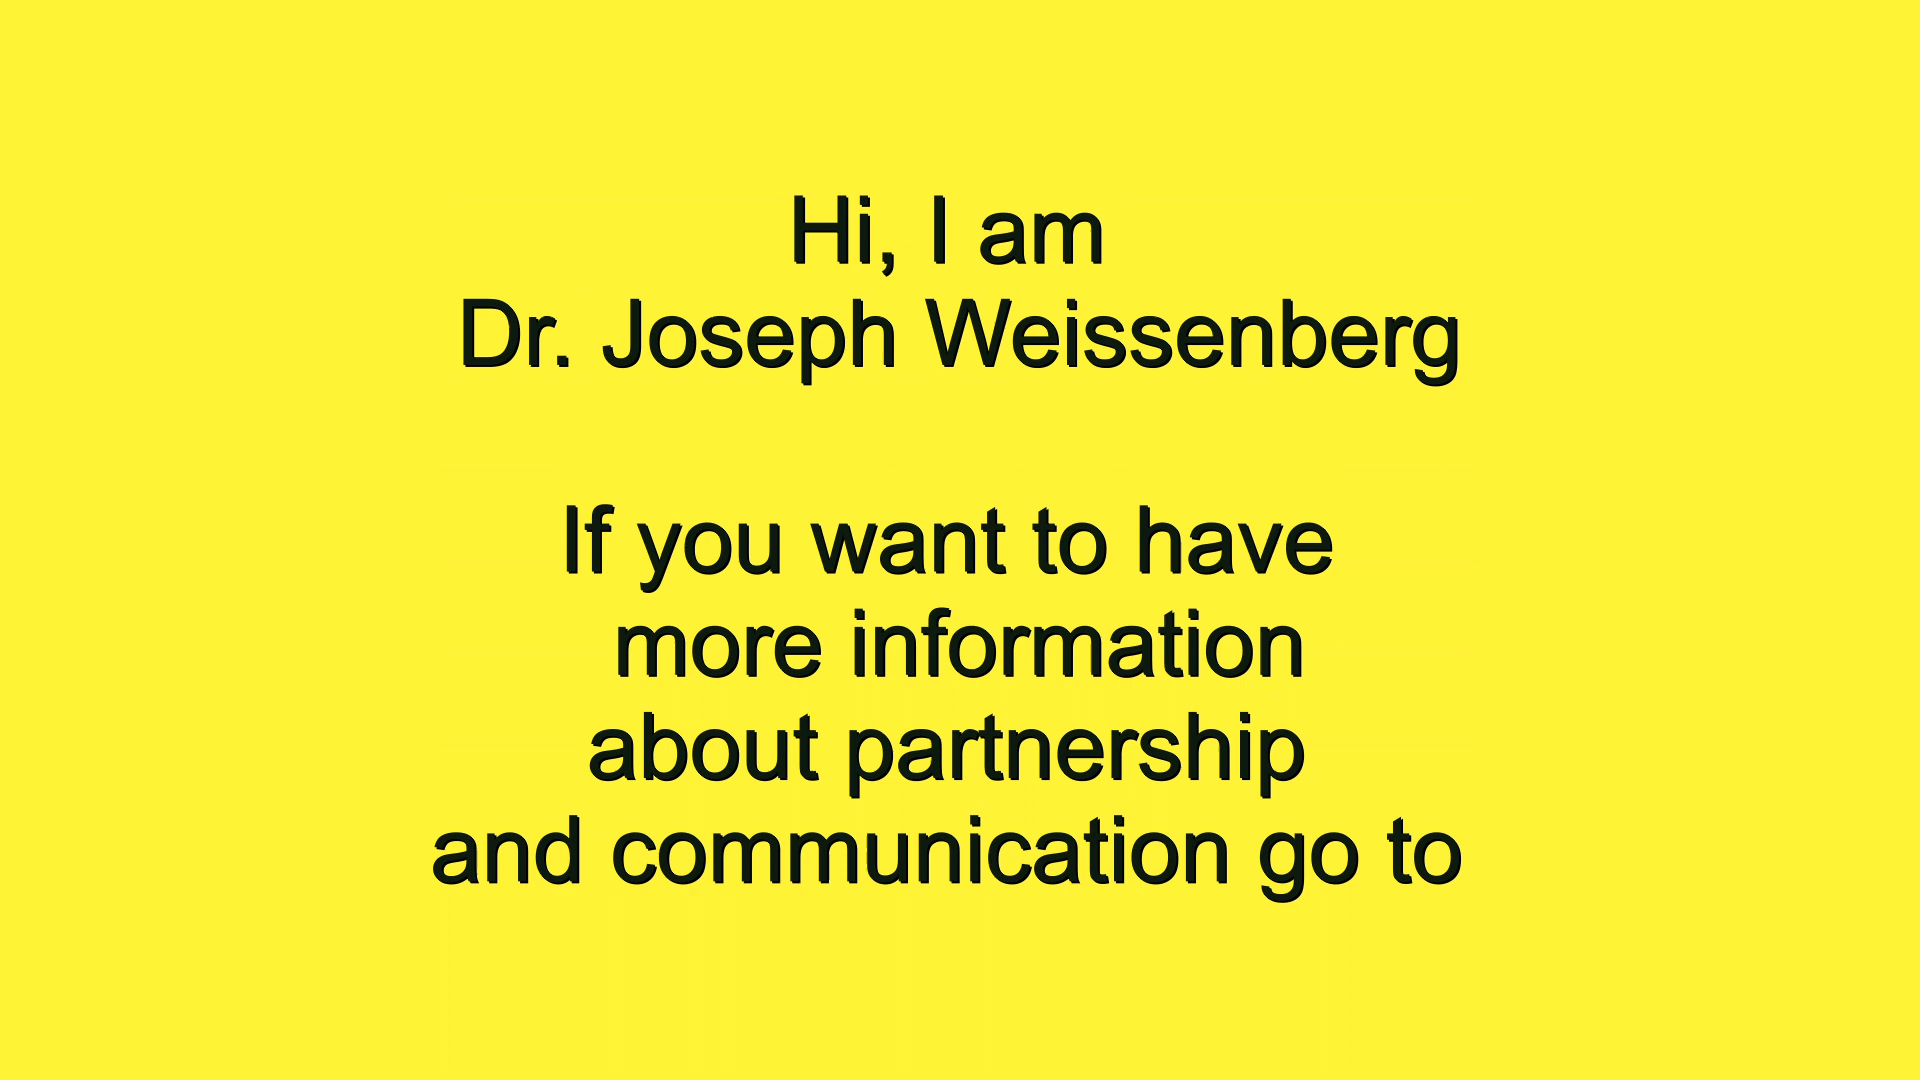 Hi, I am
Dr. Joseph Weissenberg
If you want to have
more information
about partnership
and communication go to